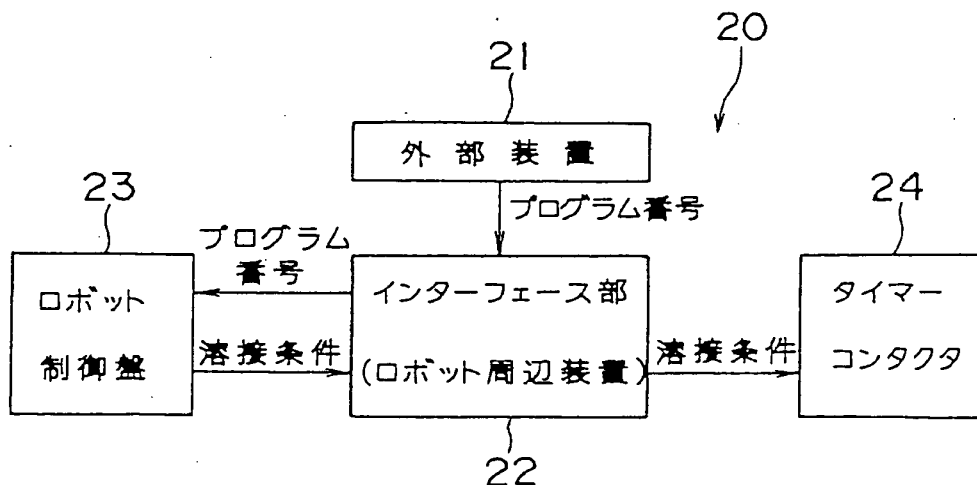 20
21
外部装置
プログラム番号
23
24
プログラム
番号
ロボット
制御盤
溶接条件
インターフェース部
(ロボット周辺装置)
溶接条件
タイマー
コンタクタ
22